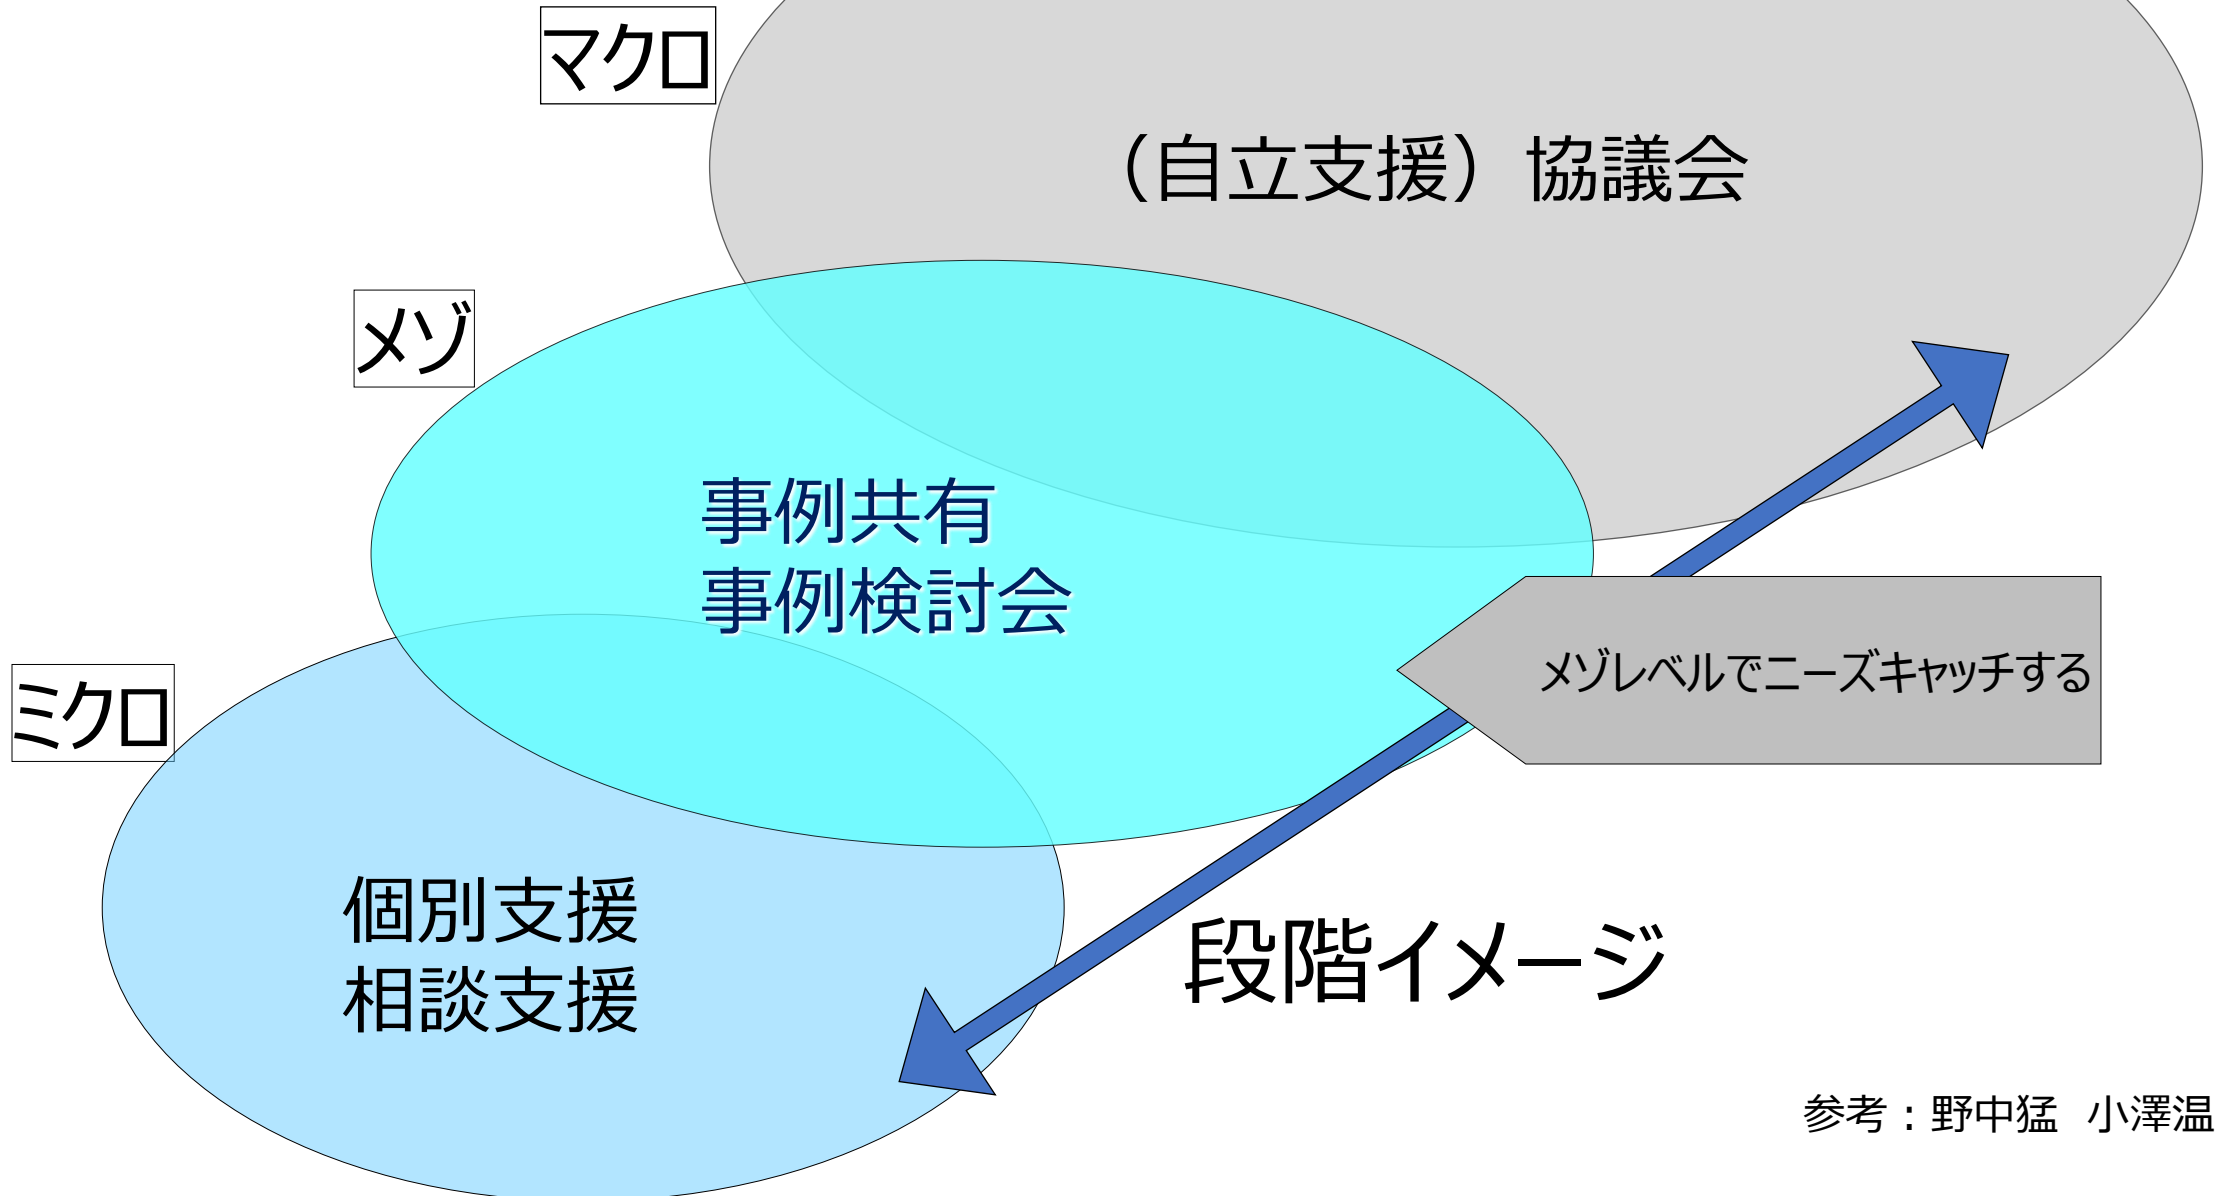 マクロ
（自立支援）協議会
メゾ
事例共有
事例検討会
メゾレベルでニーズキャッチする
ミクロ
個別支援
相談支援
段階イメージ
参考：野中猛　小澤温